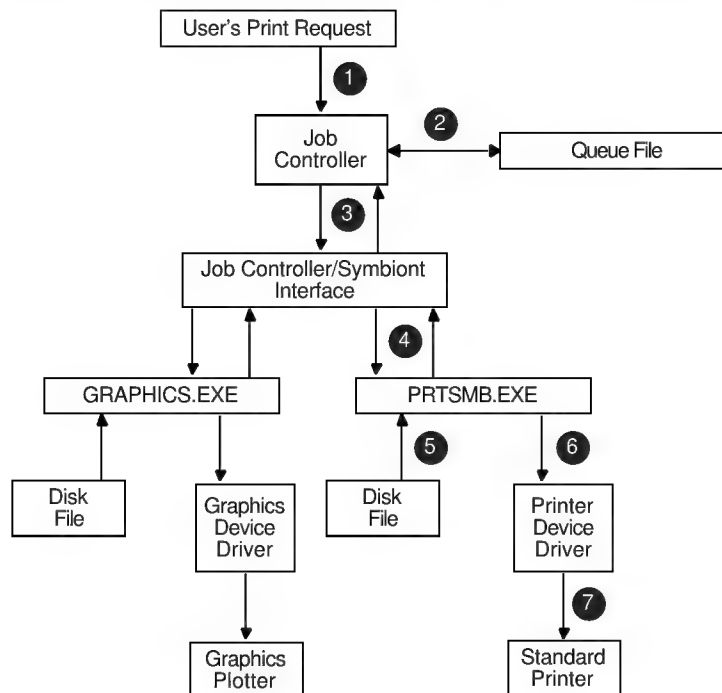 User's Print Request
1
Job
Controller
2
Queue File
3
Job Controller/Symbiont
Interface
4
GRAPHICS.EXE
PRTSMB.EXE
5
6
Disk
File
Graphics
Device
Driver
Disk
File
Printer
Device
Driver
7
Graphics
Plotter
Standard
Printer